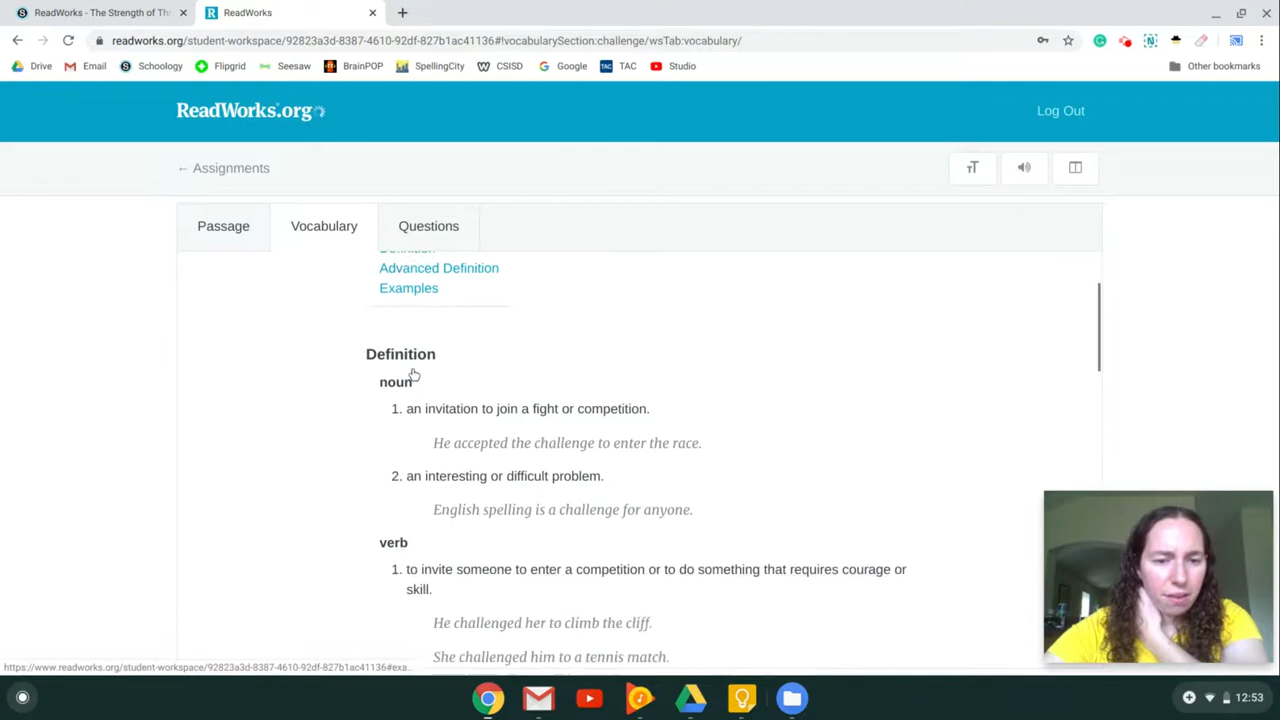 ReadWorks - The Strength of Th
ReadWorks
readworks.org/student-workspace/92823a3d-8387-4610-92df-827b1ac41136#!vocabularySection:challenge/wsTab:vocabulary/
Drive Email Schoology Flipgrid Seesaw BrainPOP SpellingCity CSISD Google TAC Studio Other bookmarks
ReadWorks.org
Log Out
← Assignments
Passage Vocabulary Questions
Definition
Advanced Definition
Examples
Definition
noun
1. an invitation to join a fight or competition.
He accepted the challenge to enter the race.
2. an interesting or difficult problem.
English spelling is a challenge for anyone.
verb
1. to invite someone to enter a competition or to do something that requires courage or
skill.
He challenged her to climb the cliff.
She challenged him to a tennis match.
https://www.readworks.org/student-workspace/92823a3d-8387-4610-92df-827b1ac41136#exa...
12:53